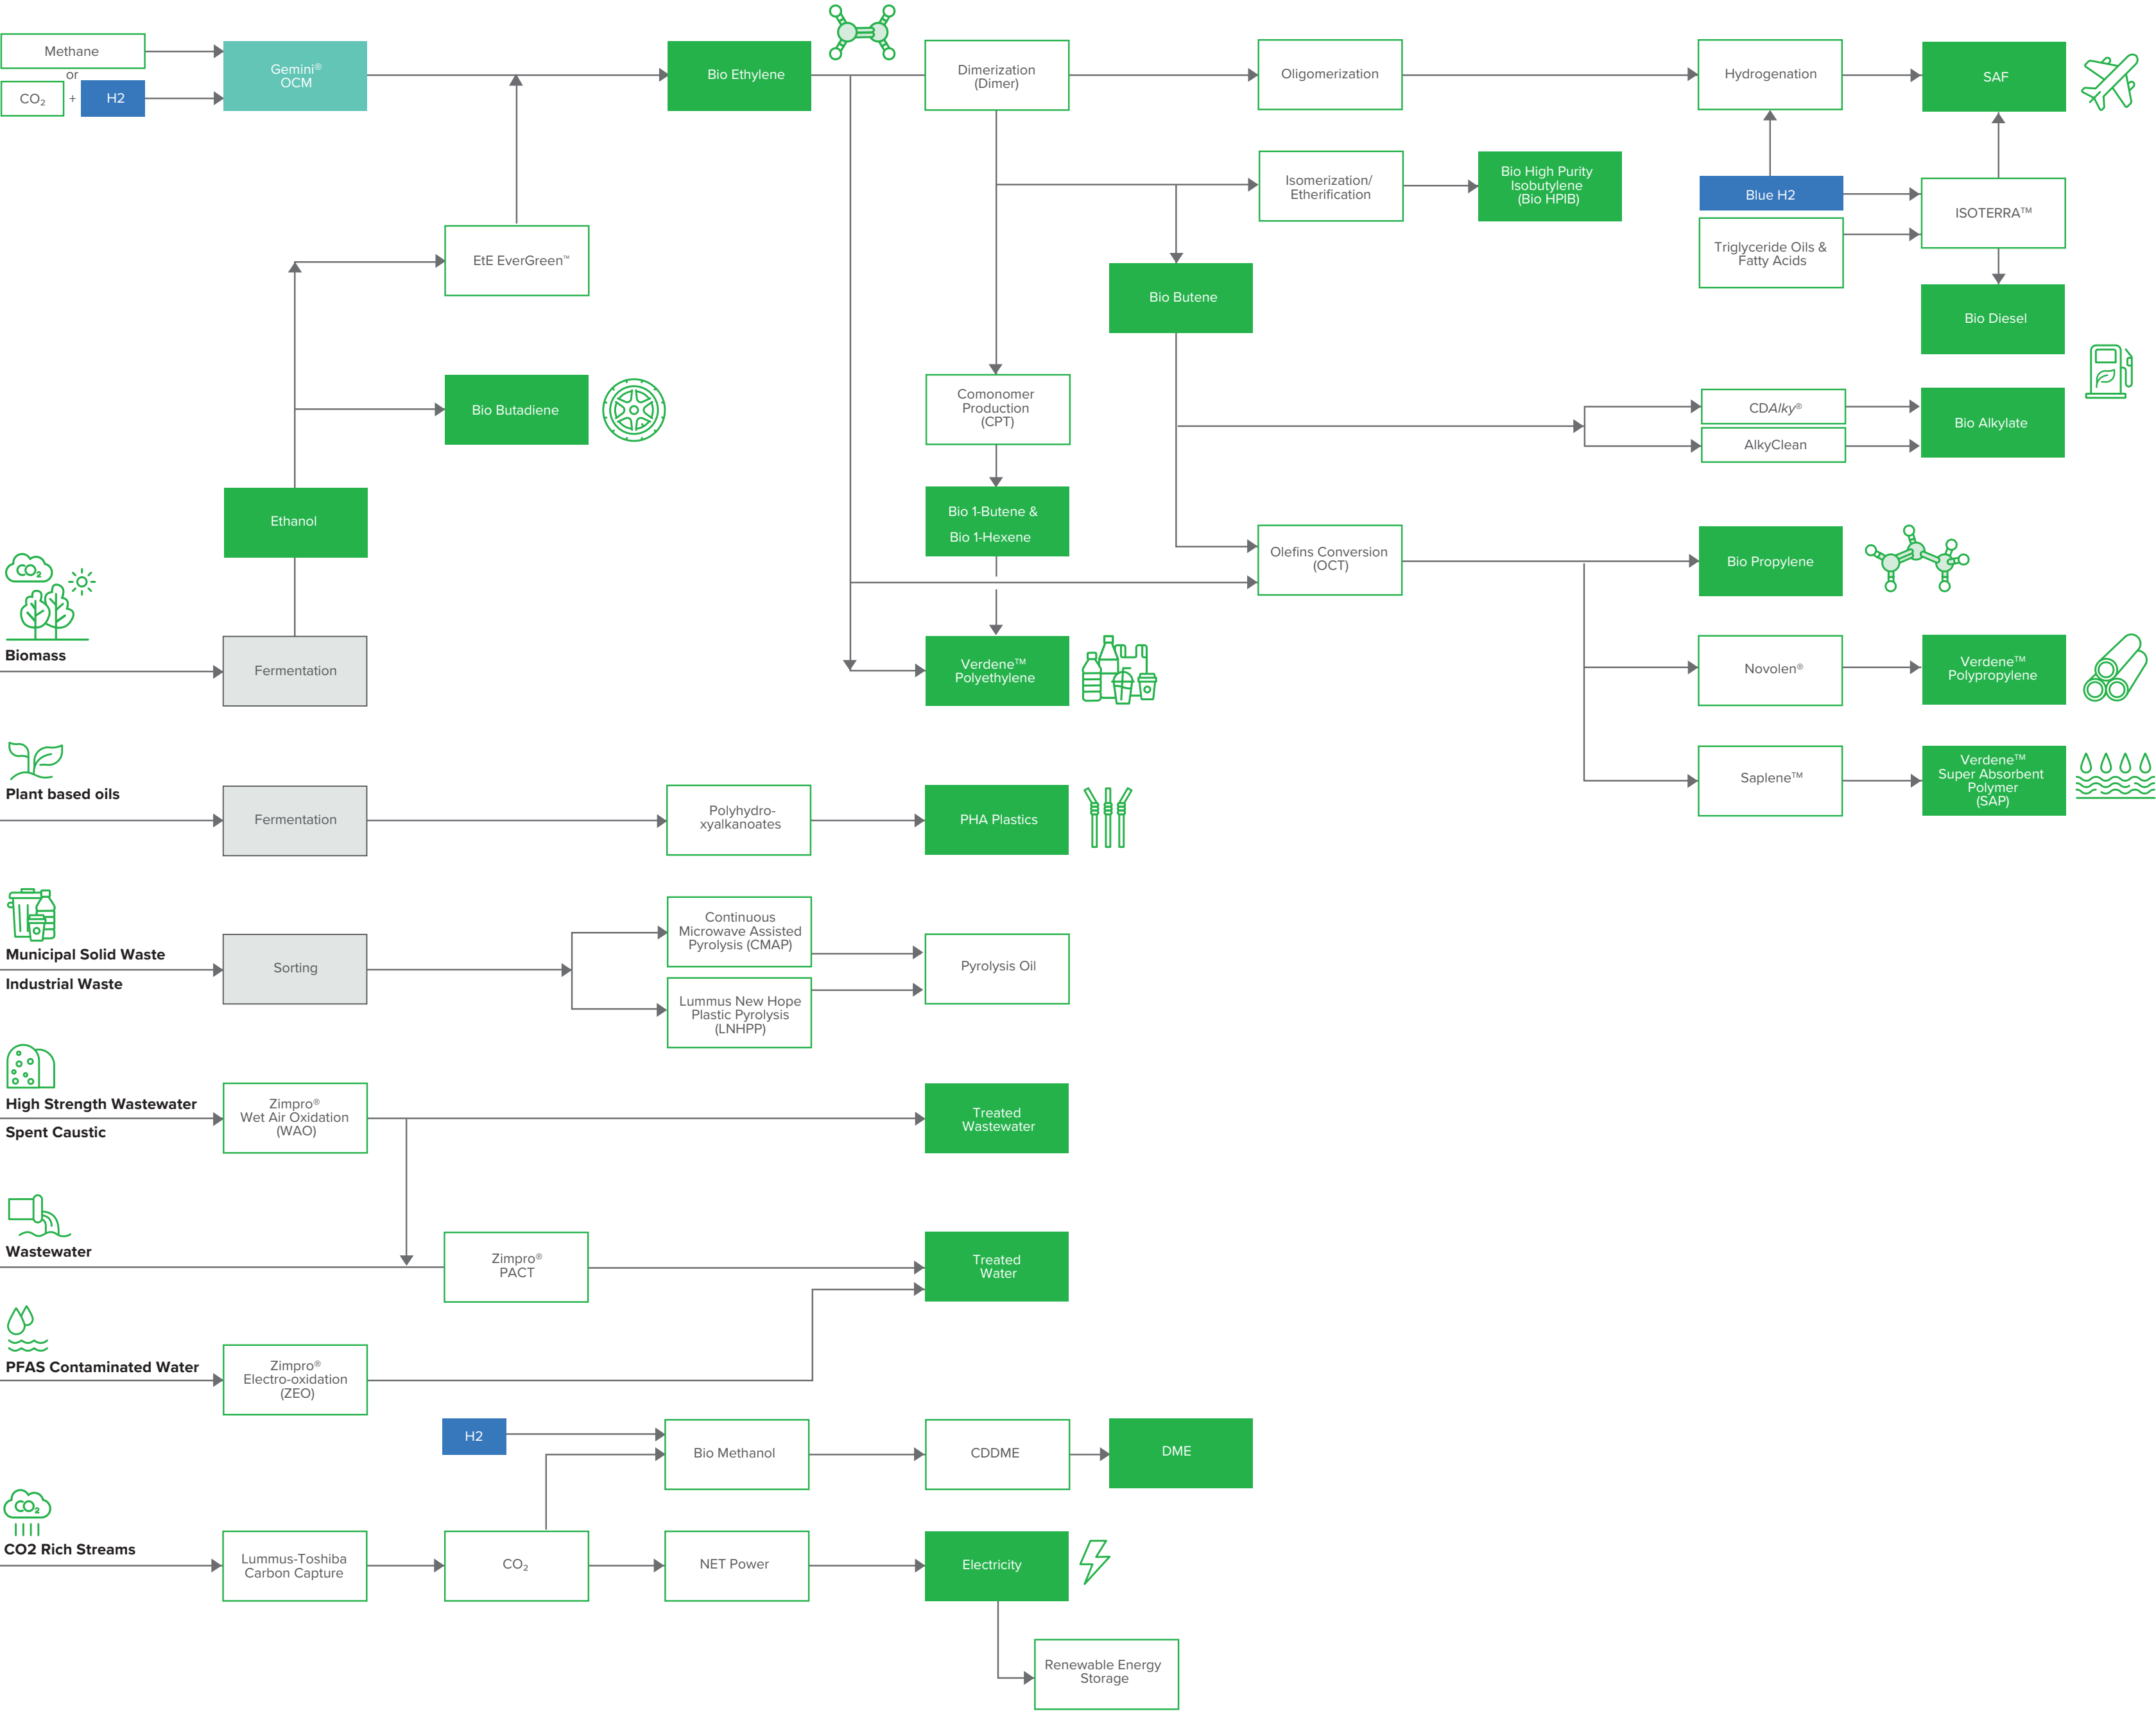 Methane
or
CO₂
+
H2
Gemini®
OCM
Bio Ethylene
Dimerization
(Dimer)
Oligomerization
Hydrogenation
SAF
Isomerization/
Etherification
Bio High Purity
Isobutylene
(Bio HPIB)
Blue H2
ISOTERRA™
Triglyceride Oils &
Fatty Acids
EtE EverGreen™
Bio Butene
Bio Diesel
Bio Butadiene
Comonomer
Production
(CPT)
CDAlky®
AlkyClean
Bio Alkylate
Ethanol
Bio 1-Butene &
Bio 1-Hexene
Olefins Conversion
(OCT)
Bio Propylene
CO₂
Biomass
Fermentation
Verdene™
Polyethylene
Novolen®
Verdene™
Polypropylene
Saplene™
Verdene™
Super Absorbent
Polymer
(SAP)
Plant based oils
Fermentation
Polyhydro-
xyalkanoates
PHA Plastics
Municipal Solid Waste
Industrial Waste
Sorting
Continuous
Microwave Assisted
Pyrolysis (CMAP)
Lummus New Hope
Plastic Pyrolysis
(LNHPP)
Pyrolysis Oil
High Strength Wastewater
Spent Caustic
Zimpro®
Wet Air Oxidation
(WAO)
Treated
Wastewater
Wastewater
Zimpro®
PACT
Treated
Water
PFAS Contaminated Water
Zimpro®
Electro-oxidation
(ZEO)
H2
Bio Methanol
CDDME
DME
CO₂
CO2 Rich Streams
Lummus-Toshiba
Carbon Capture
CO₂
NET Power
Electricity
Renewable Energy
Storage